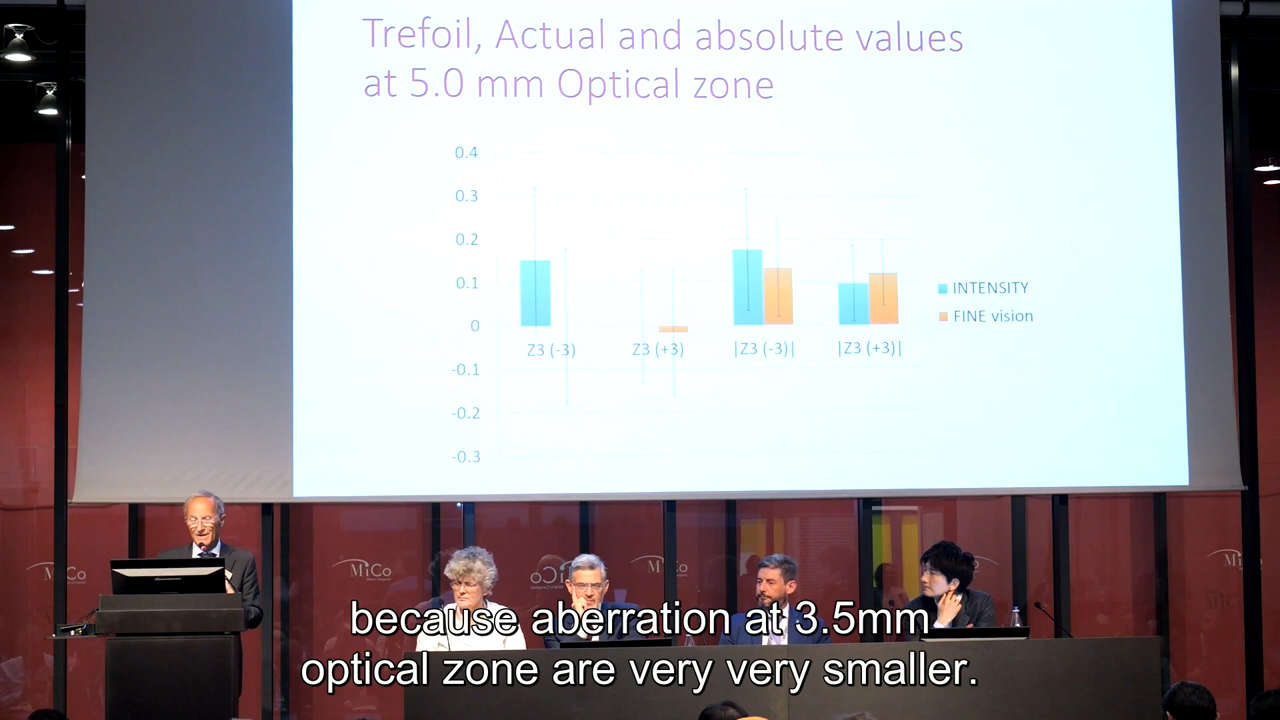 Trefoil, Actual and absolute values
at 5.0 mm Optical zone
0.4
0.3
0.2
0.1
0
-0.1
-0.2
-0.3
Z3 (-3)
Z3 (+3)
|Z3 (-3)|
|Z3 (+3)|
INTENSITY
FINE vision
MiCo
MiCo
MiCo
MiCo
because aberration at 3.5mm
optical zone are very very smaller.